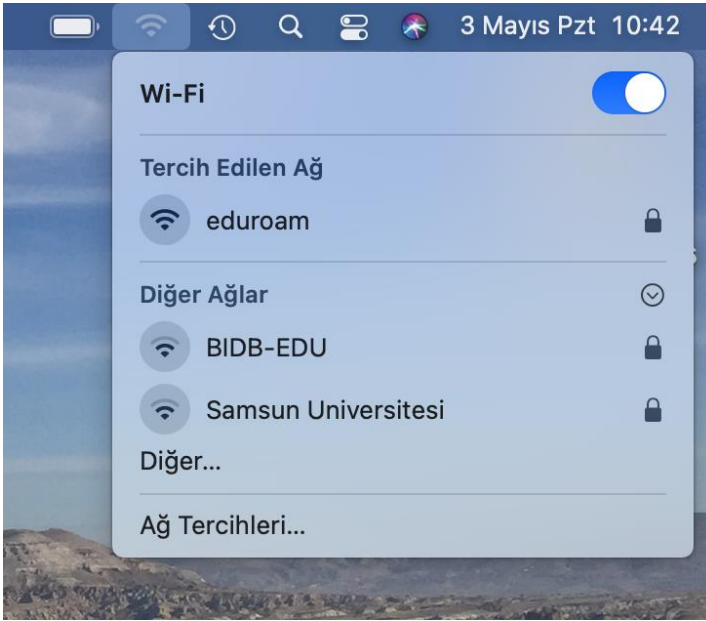 3 Mayıs Pzt 10:42
Wi-Fi
Tercih Edilen Ağ
eduroam
Diğer Ağlar
BIDB-EDU
Samsun Universitesi
Diğer...
Ağ Tercihleri...